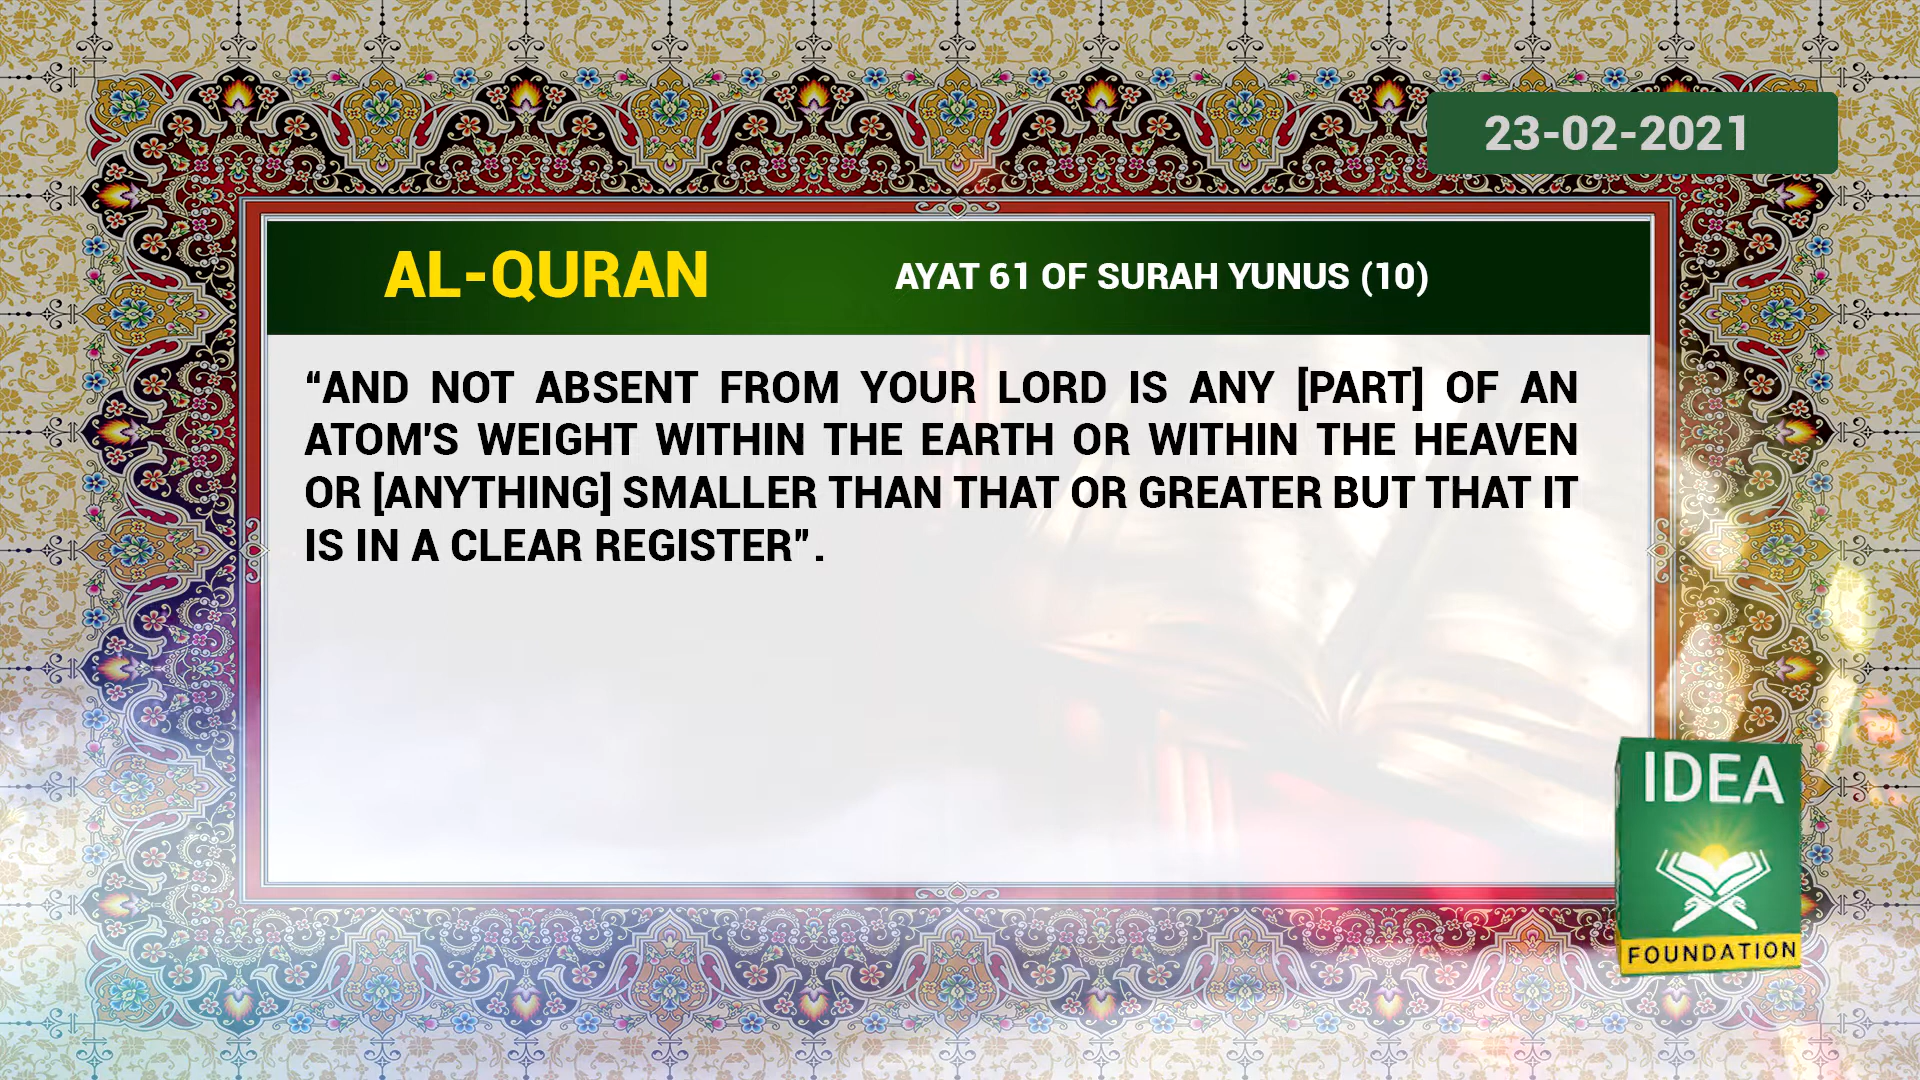 23-02-2021
AL-QURAN
AYAT 61 OF SURAH YUNUS (10)
“AND NOT ABSENT FROM YOUR LORD IS ANY [PART] OF AN
ATOM'S WEIGHT WITHIN THE EARTH OR WITHIN THE HEAVEN
OR [ANYTHING] SMALLER THAN THAT OR GREATER BUT THAT IT
IS IN A CLEAR REGISTER”.
IDEA
FOUNDATION